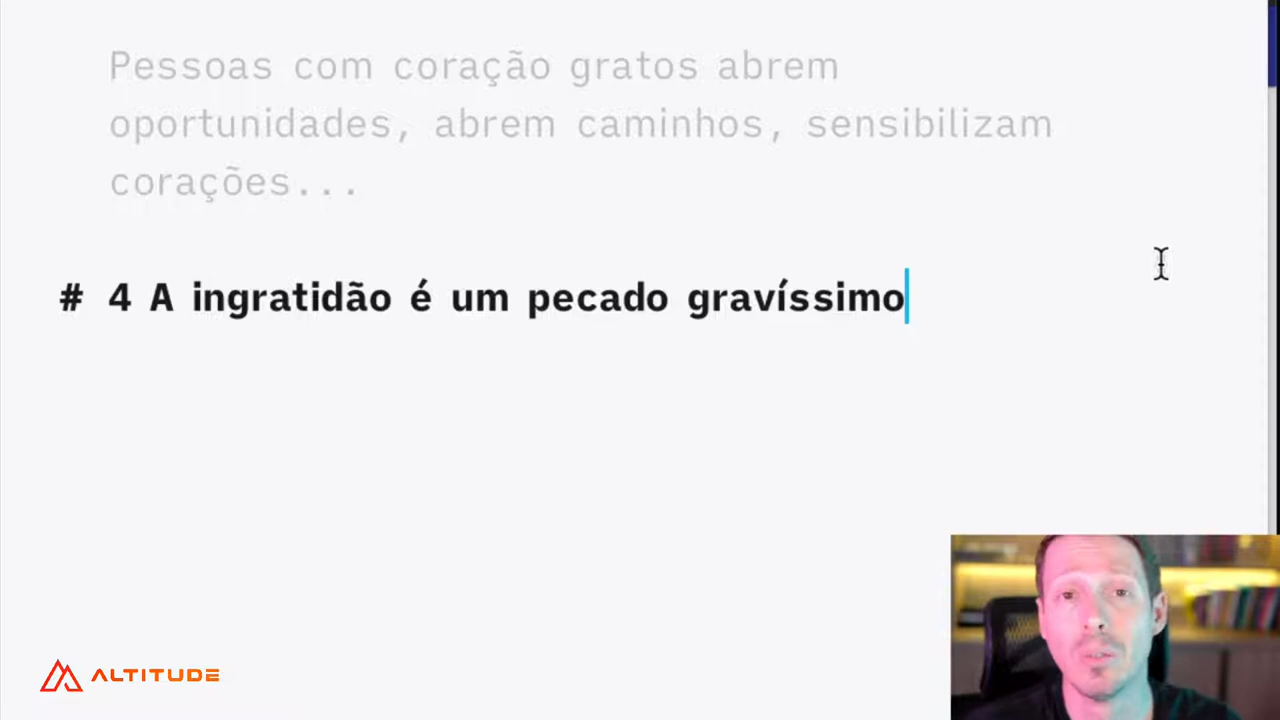 Pessoas com coração gratos abrem
oportunidades, abrem caminhos, sensibilizam
corações...
# 4 A ingratidão é um pecado gravíssimo
ALTITUDE